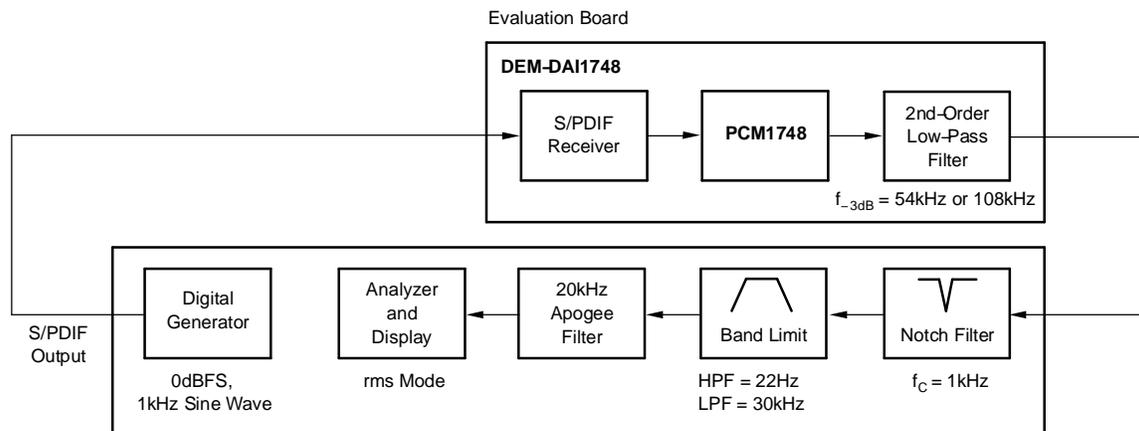 Evaluation Board
DEM–DAI1748
S/PDIF
Receiver
PCM1748
2nd–Order
Low–Pass
Filter
f–3dB = 54kHz or 108kHz
S/PDIF
Output
Digital
Generator
0dBFS,
1kHz Sine Wave
Analyzer
and
Display
rms Mode
20kHz
Apogee
Filter
Band Limit
HPF = 22Hz
LPF = 30kHz
Notch Filter
fC = 1kHz